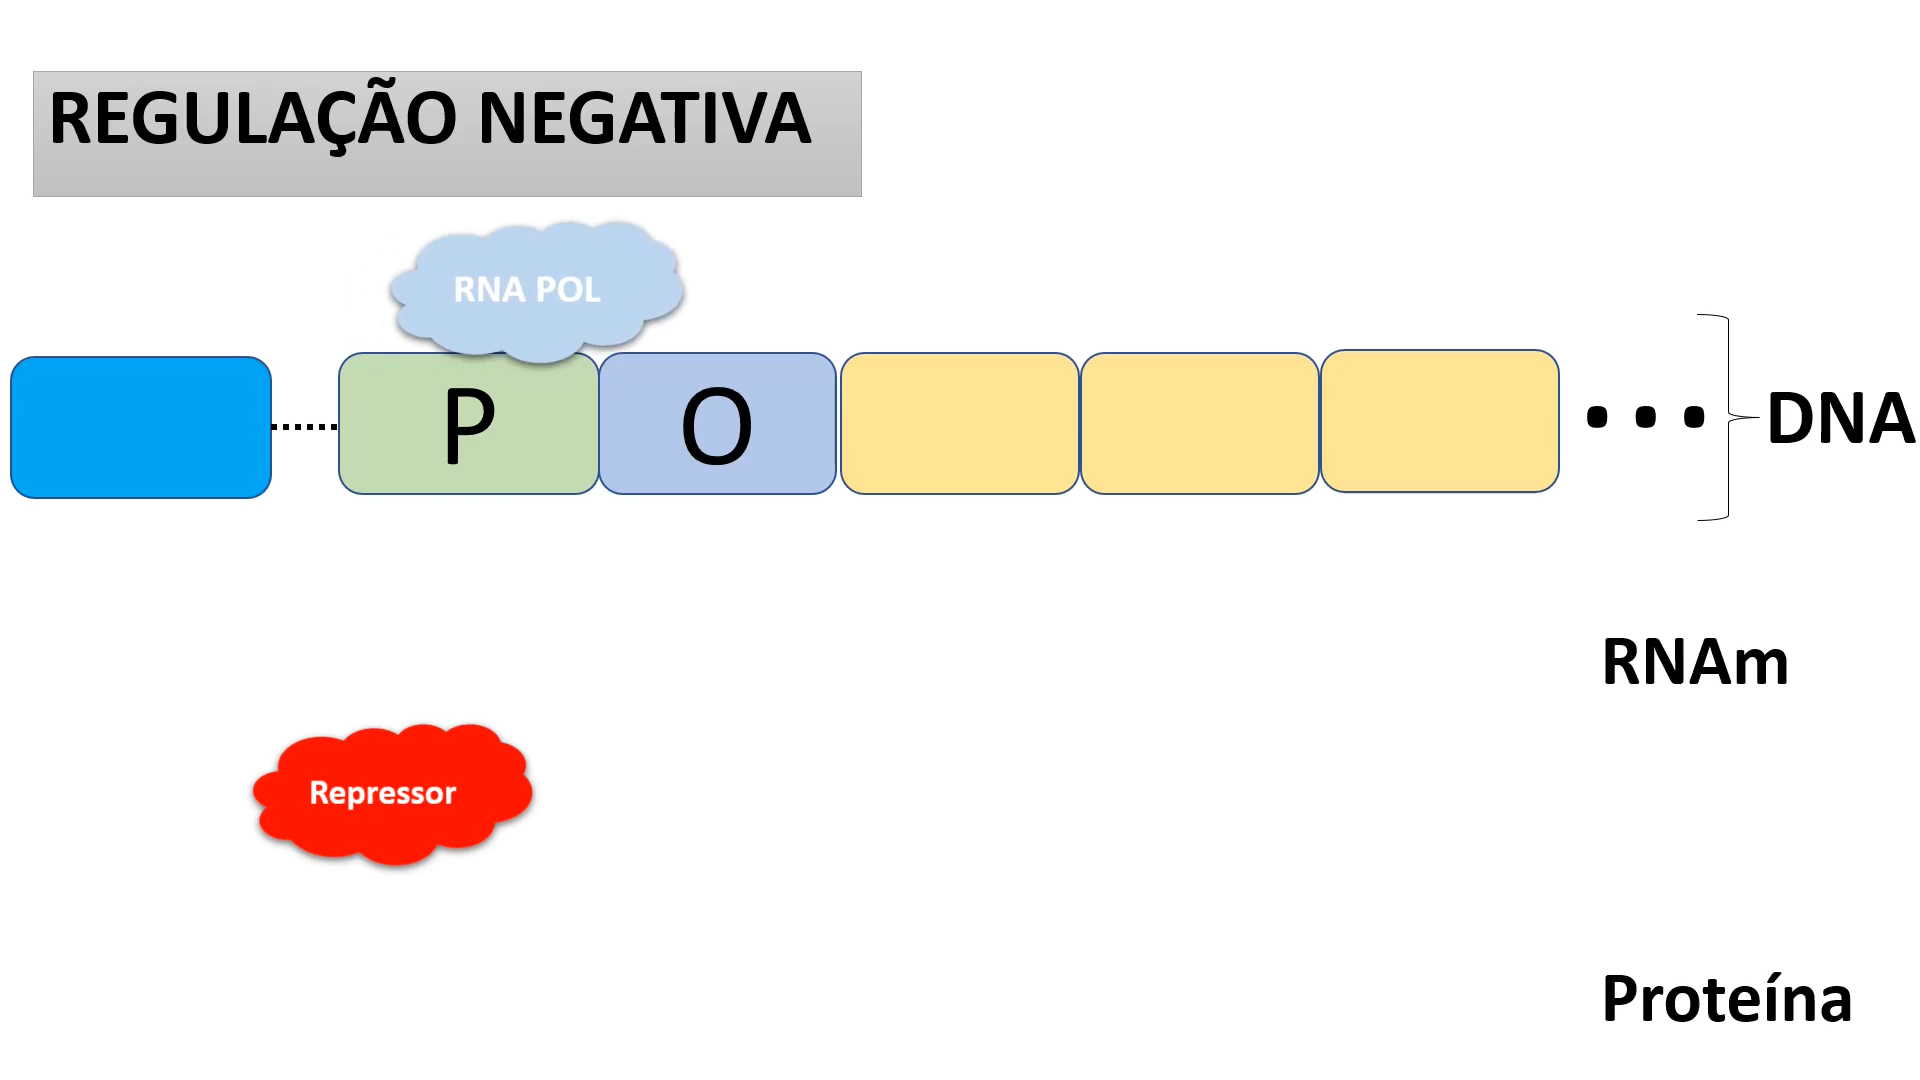 REGULAÇÃO NEGATIVA
RNA POL
P
O
...
DNA
RNAm
Repressor
Proteína